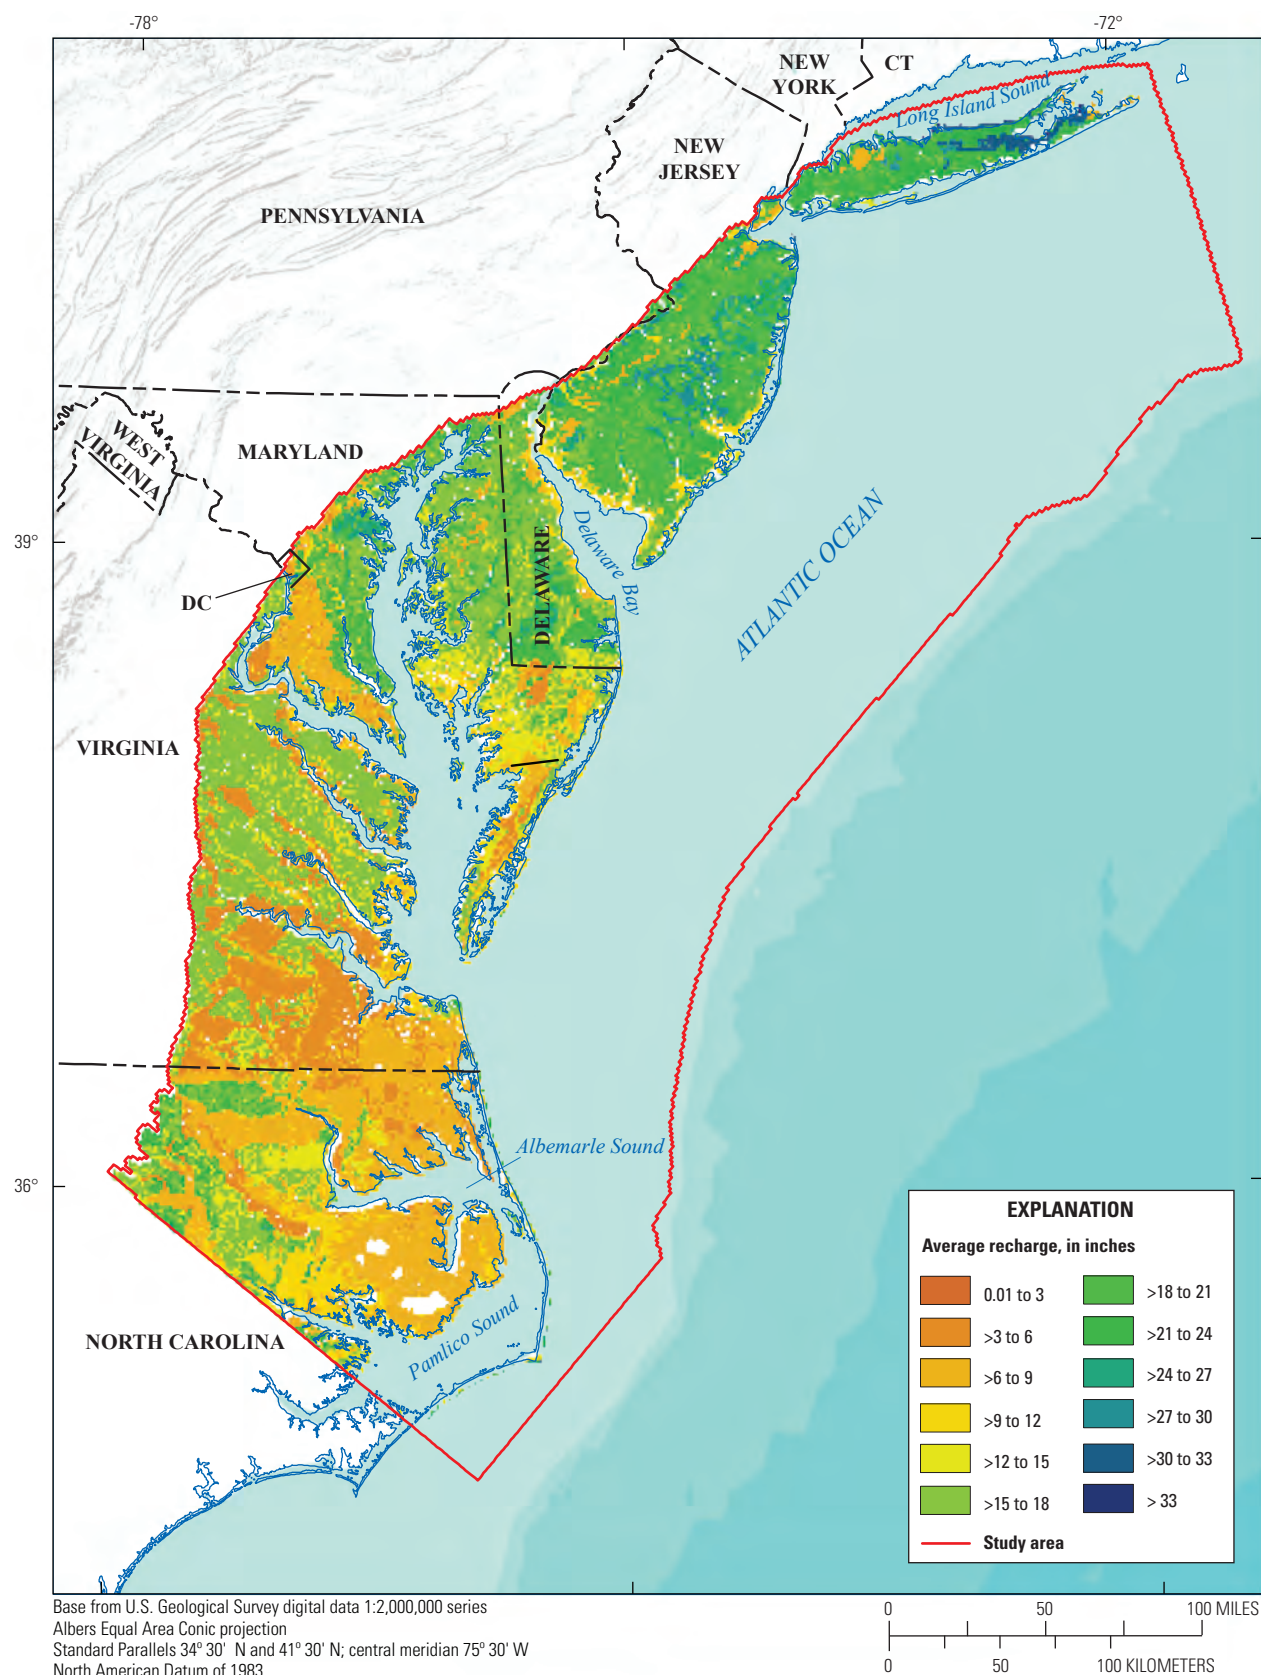 -78°
-72°
NEW
YORK
CT
Long Island Sound
NEW
JERSEY
PENNSYLVANIA
WEST
VIRGINIA
MARYLAND
39°
DC
DELAWARE
Delaware Bay
ATLANTIC OCEAN
VIRGINIA
Albemarle Sound
36°
NORTH CAROLINA
Pamlico Sound
EXPLANATION
Average recharge, in inches
0.01 to 3
>3 to 6
>6 to 9
>9 to 12
>12 to 15
>15 to 18
>18 to 21
>21 to 24
>24 to 27
>27 to 30
>30 to 33
> 33
Study area
Base from U.S. Geological Survey digital data 1:2,000,000 series
Albers Equal Area Conic projection
Standard Parallels 34° 30' N and 41° 30' N; central meridian 75° 30' W
North American Datum of 1983
0 50 100 MILES
0 50 100 KILOMETERS